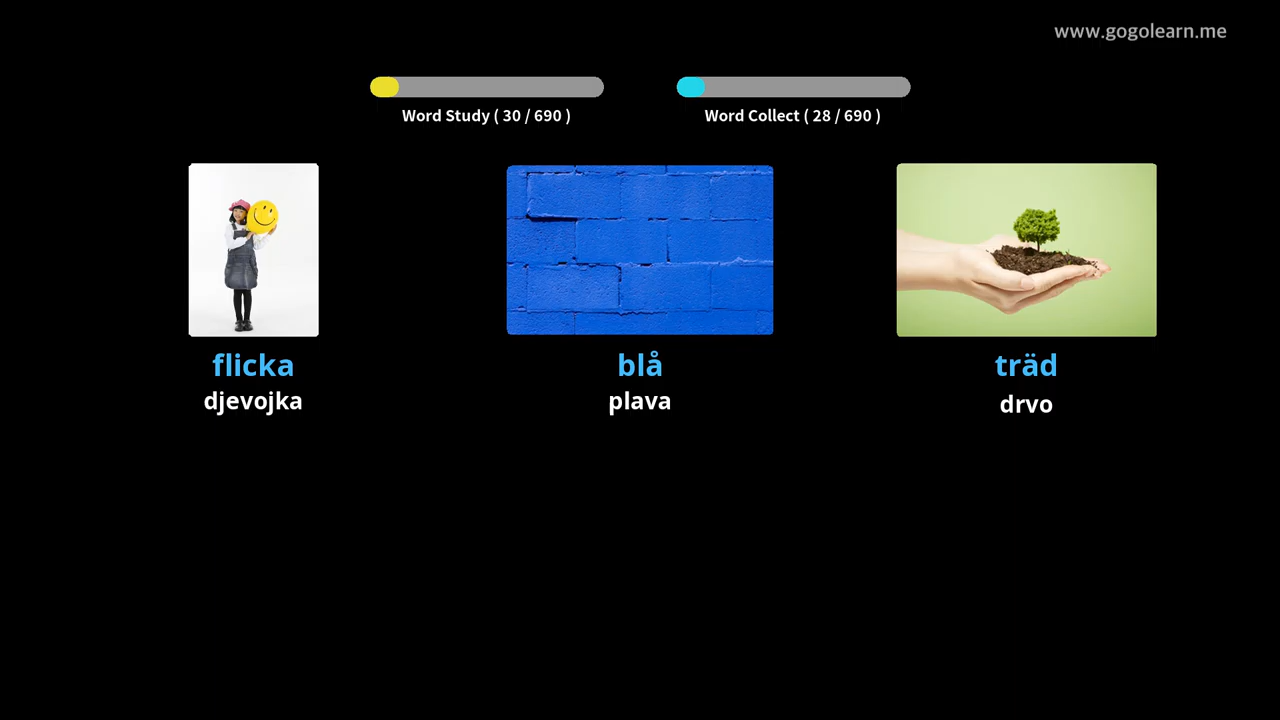 www.gogolearn.me
Word Study ( 30 / 690 )
Word Collect ( 28 / 690 )
flicka
djevojka
blå
plava
träd
drvo